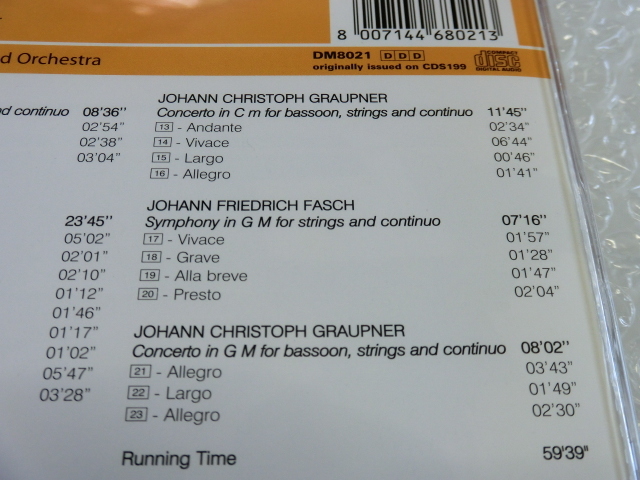 8 007144 680213
d Orchestra
DM8021 DDD
originally issued on CDS199
COMPACT disc DIGITAL AUDIO
and continuo 08'36"
02'54"
02'38"
03'04"
23'45"
05'02"
02'01"
02'10"
01'12"
01'46"
01'17"
01'02"
05'47"
03'28"
JOHANN CHRISTOPH GRAUPNER
Concerto in C m for bassoon, strings and continuo 11'45"
13 - Andante 02'34"
14 - Vivace 06'44"
15 - Largo 00'46"
16 - Allegro 01'41"
JOHANN FRIEDRICH FASCH
Symphony in G M for strings and continuo 07'16"
17 - Vivace 01'57"
18 - Grave 01'28"
19 - Alla breve 01'47"
20 - Presto 02'04"
JOHANN CHRISTOPH GRAUPNER
Concerto in G M for bassoon, strings and continuo 08'02"
21 - Allegro 03'43"
22 - Largo 01'49"
23 - Allegro 02'30"
Running Time 59'39"